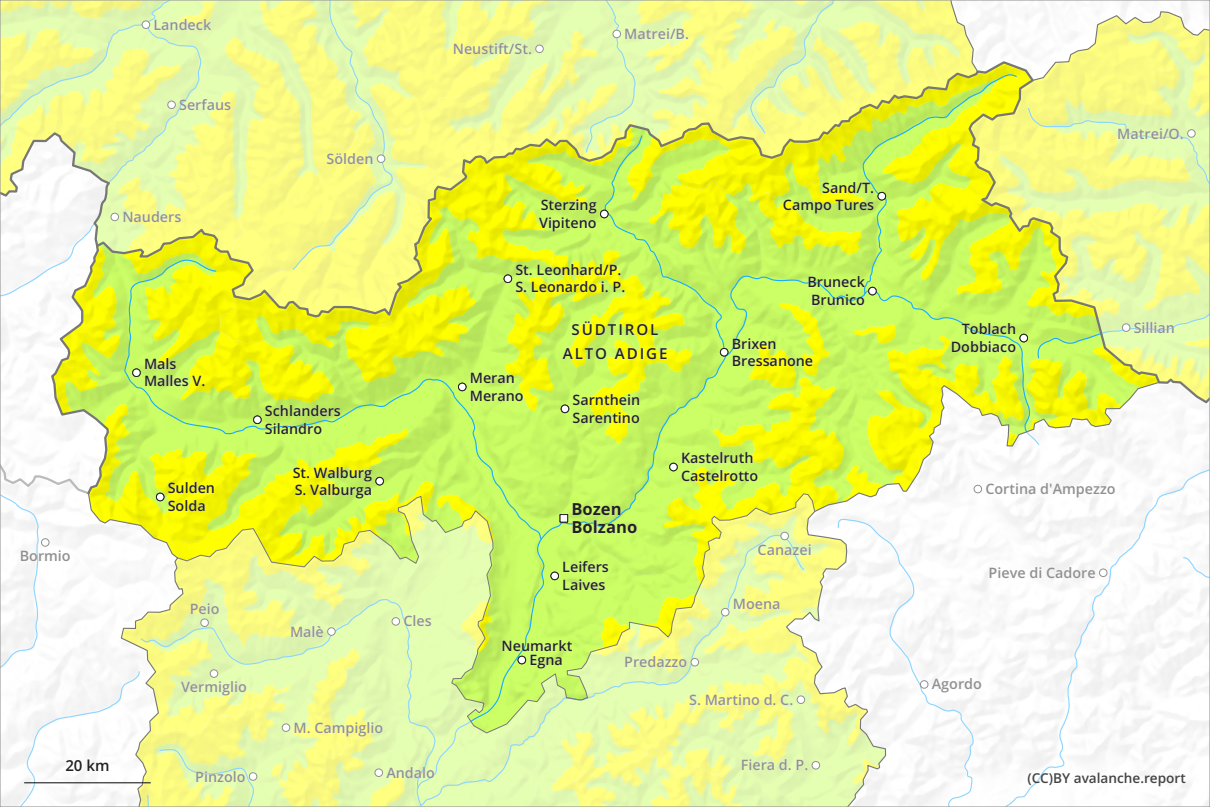 Landeck
Neustift/St.
Matrei/B.
Serfaus
Matrei/O.
Sölden
Sand/T.
Campo Tures
Nauders
Sterzing
Vipiteno
St. Leonhard/P.
S. Leonardo i. P.
Bruneck
Brunico
SÜDTIROL
ALTO ADIGE
Toblach
Dobbiaco
Sillian
Brixen
Bressanone
Mals
Malles V.
Meran
Merano
Sarnthein
Sarentino
Schlanders
Silandro
Kastelruth
Castelrotto
St. Walburg
S. Valburga
Sulden
Solda
Cortina d'Ampezzo
Bozen
Bolzano
Bormio
Canazei
Leifers
Laives
Pieve di Cadore
Peio
Moena
Malè
Cles
Neumarkt
Egna
Predazzo
Vermiglio
Agordo
S. Martino d. C.
M. Campiglio
20 km
Pinzolo
Andalo
Fiera d. P.
(CC)BY avalanche.report